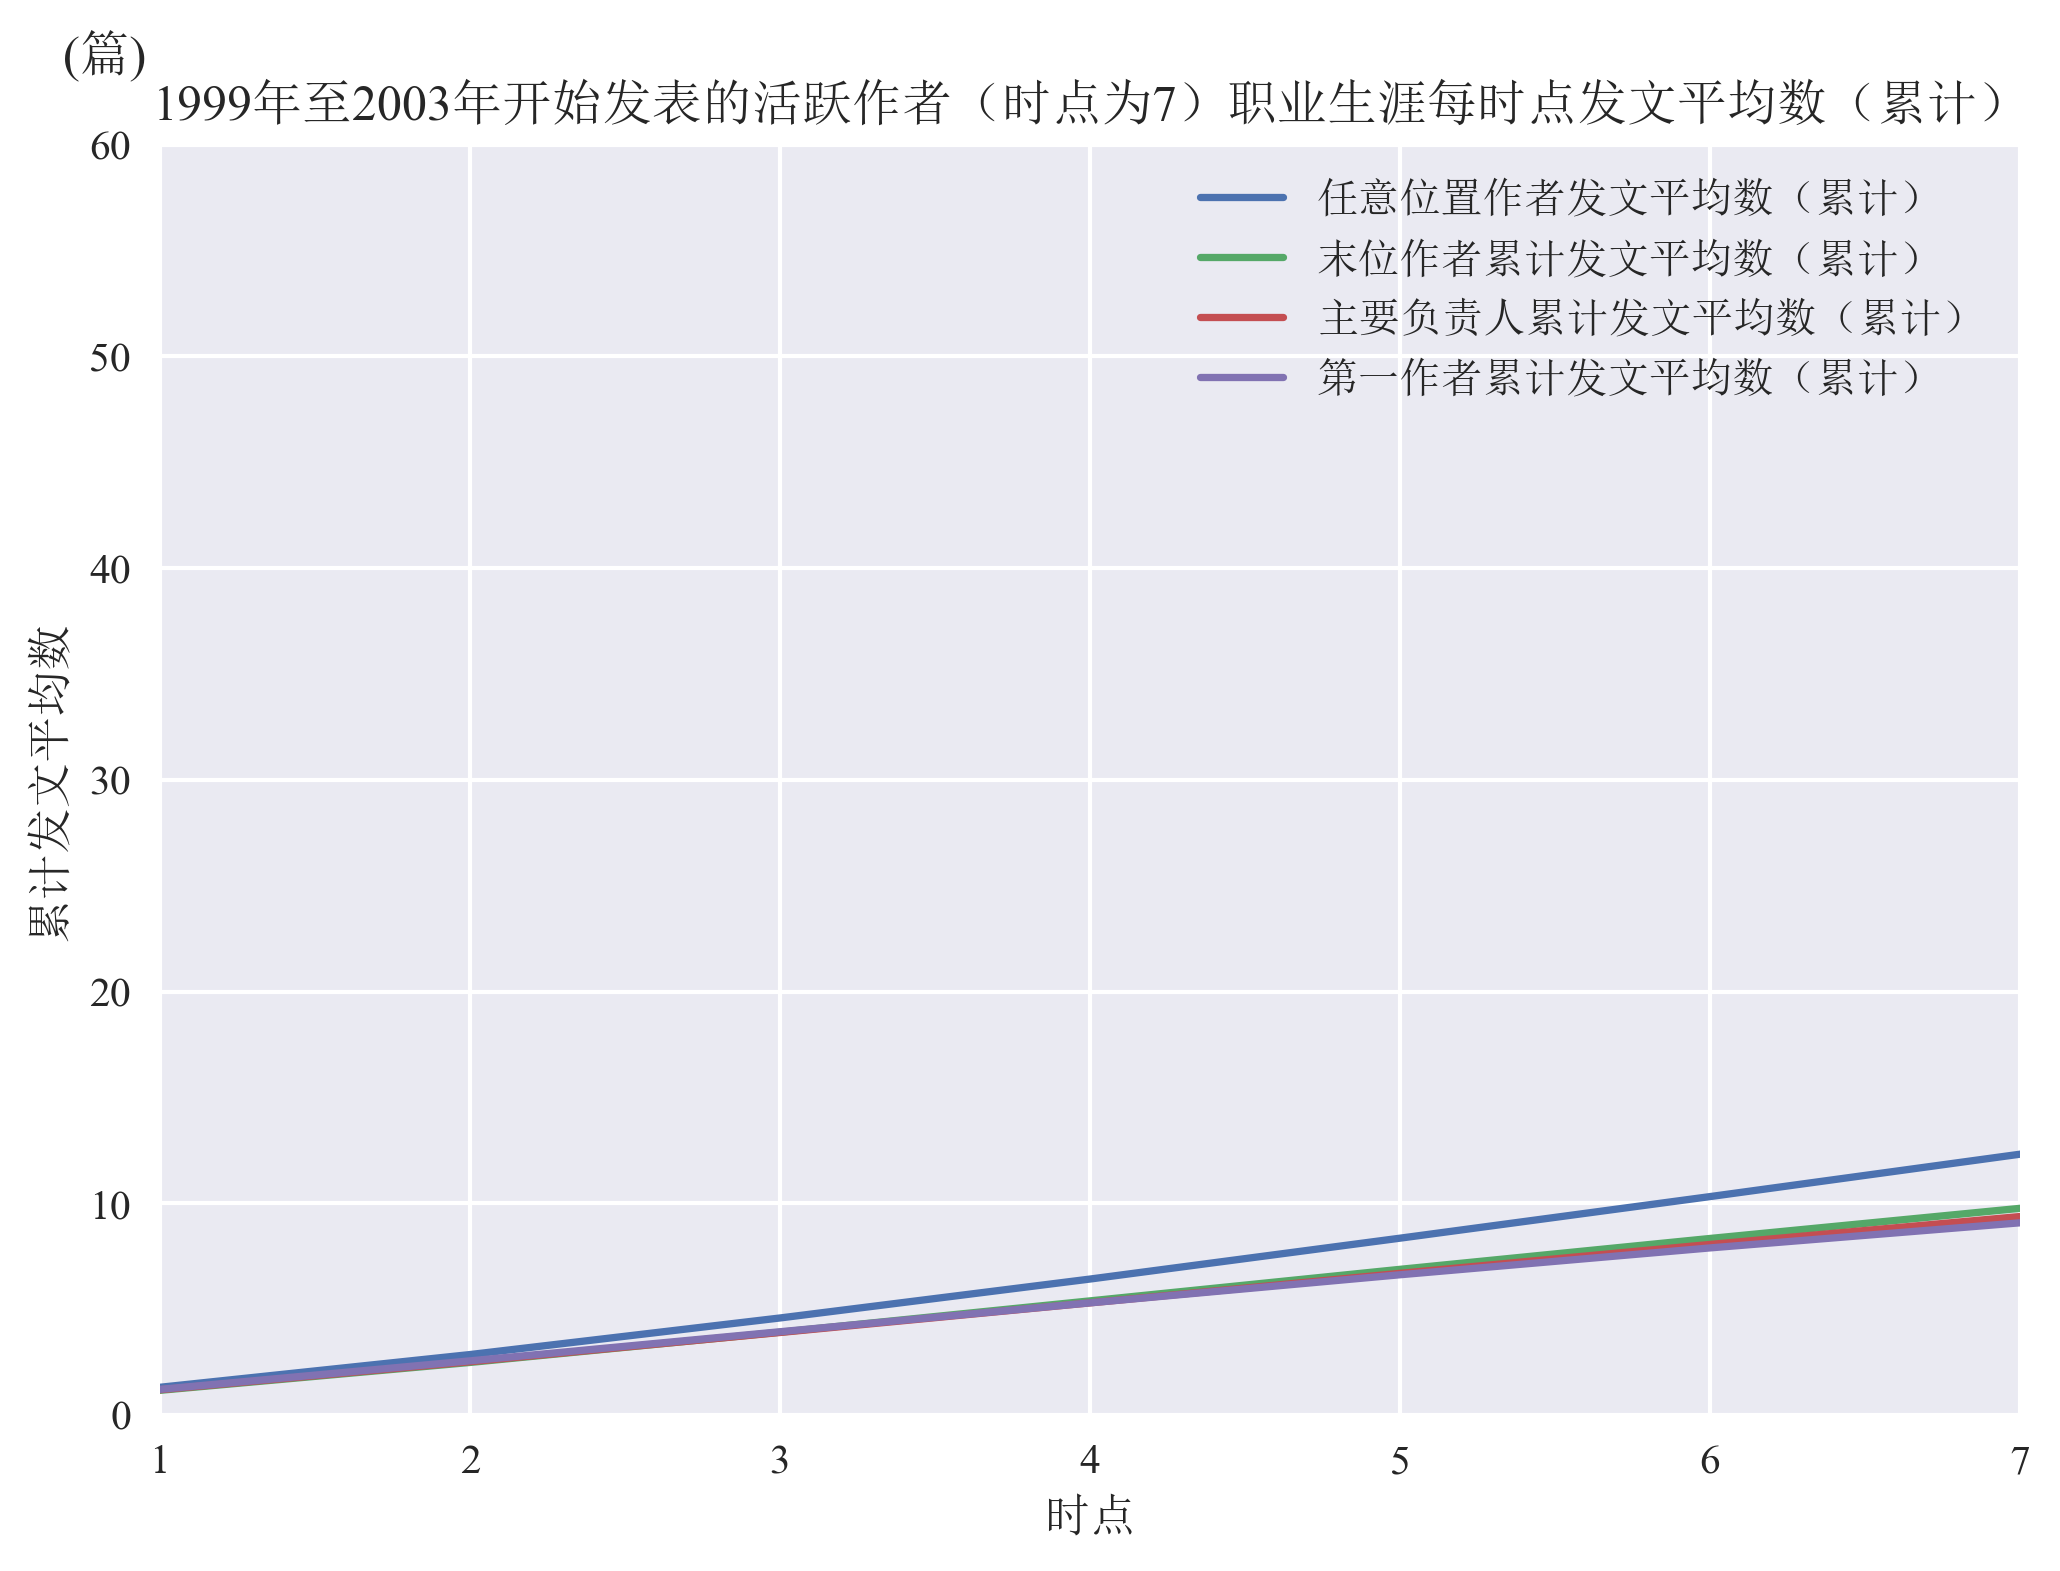 (篇)
1999年至2003年开始发表的活跃作者（时点为7）职业生涯每时点发文平均数（累计）
任意位置作者发文平均数（累计）
末位作者累计发文平均数（累计）
主要负责人累计发文平均数（累计）
第一作者累计发文平均数（累计）
60
50
40
30
20
10
0
累计发文平均数
1 2 3 4 5 6 7
时点